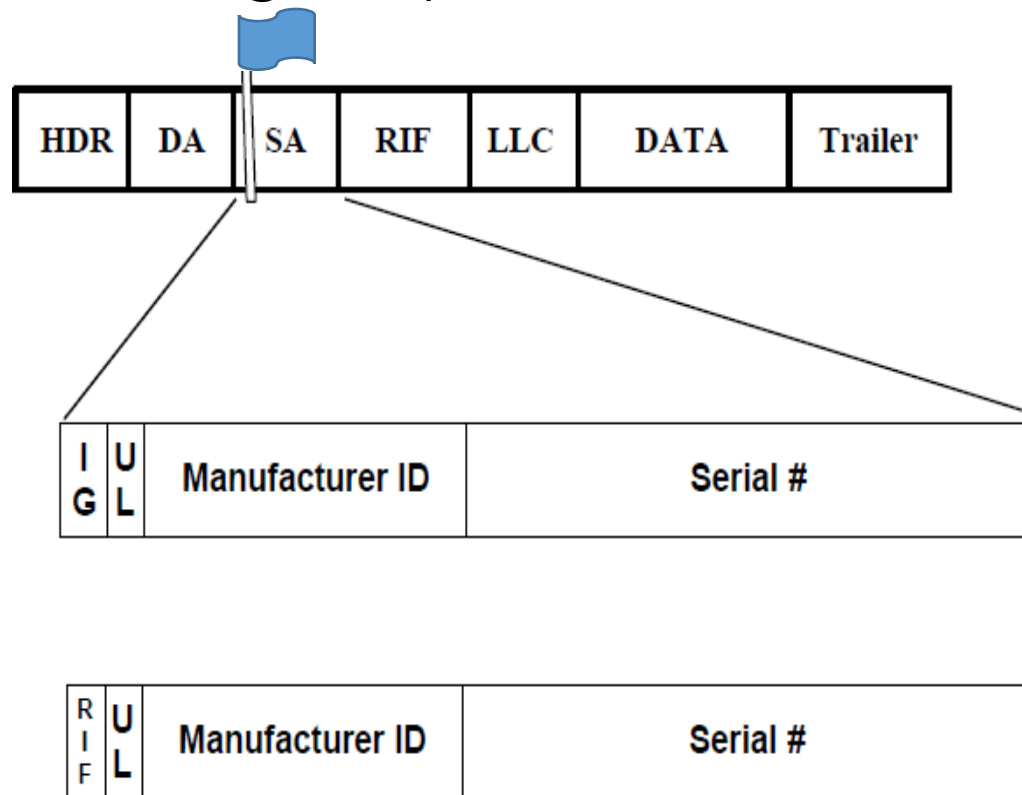 HDR DA SA RIF LLC DATA Trailer
I G U L Manufacturer ID Serial #
R I F U L Manufacturer ID Serial #